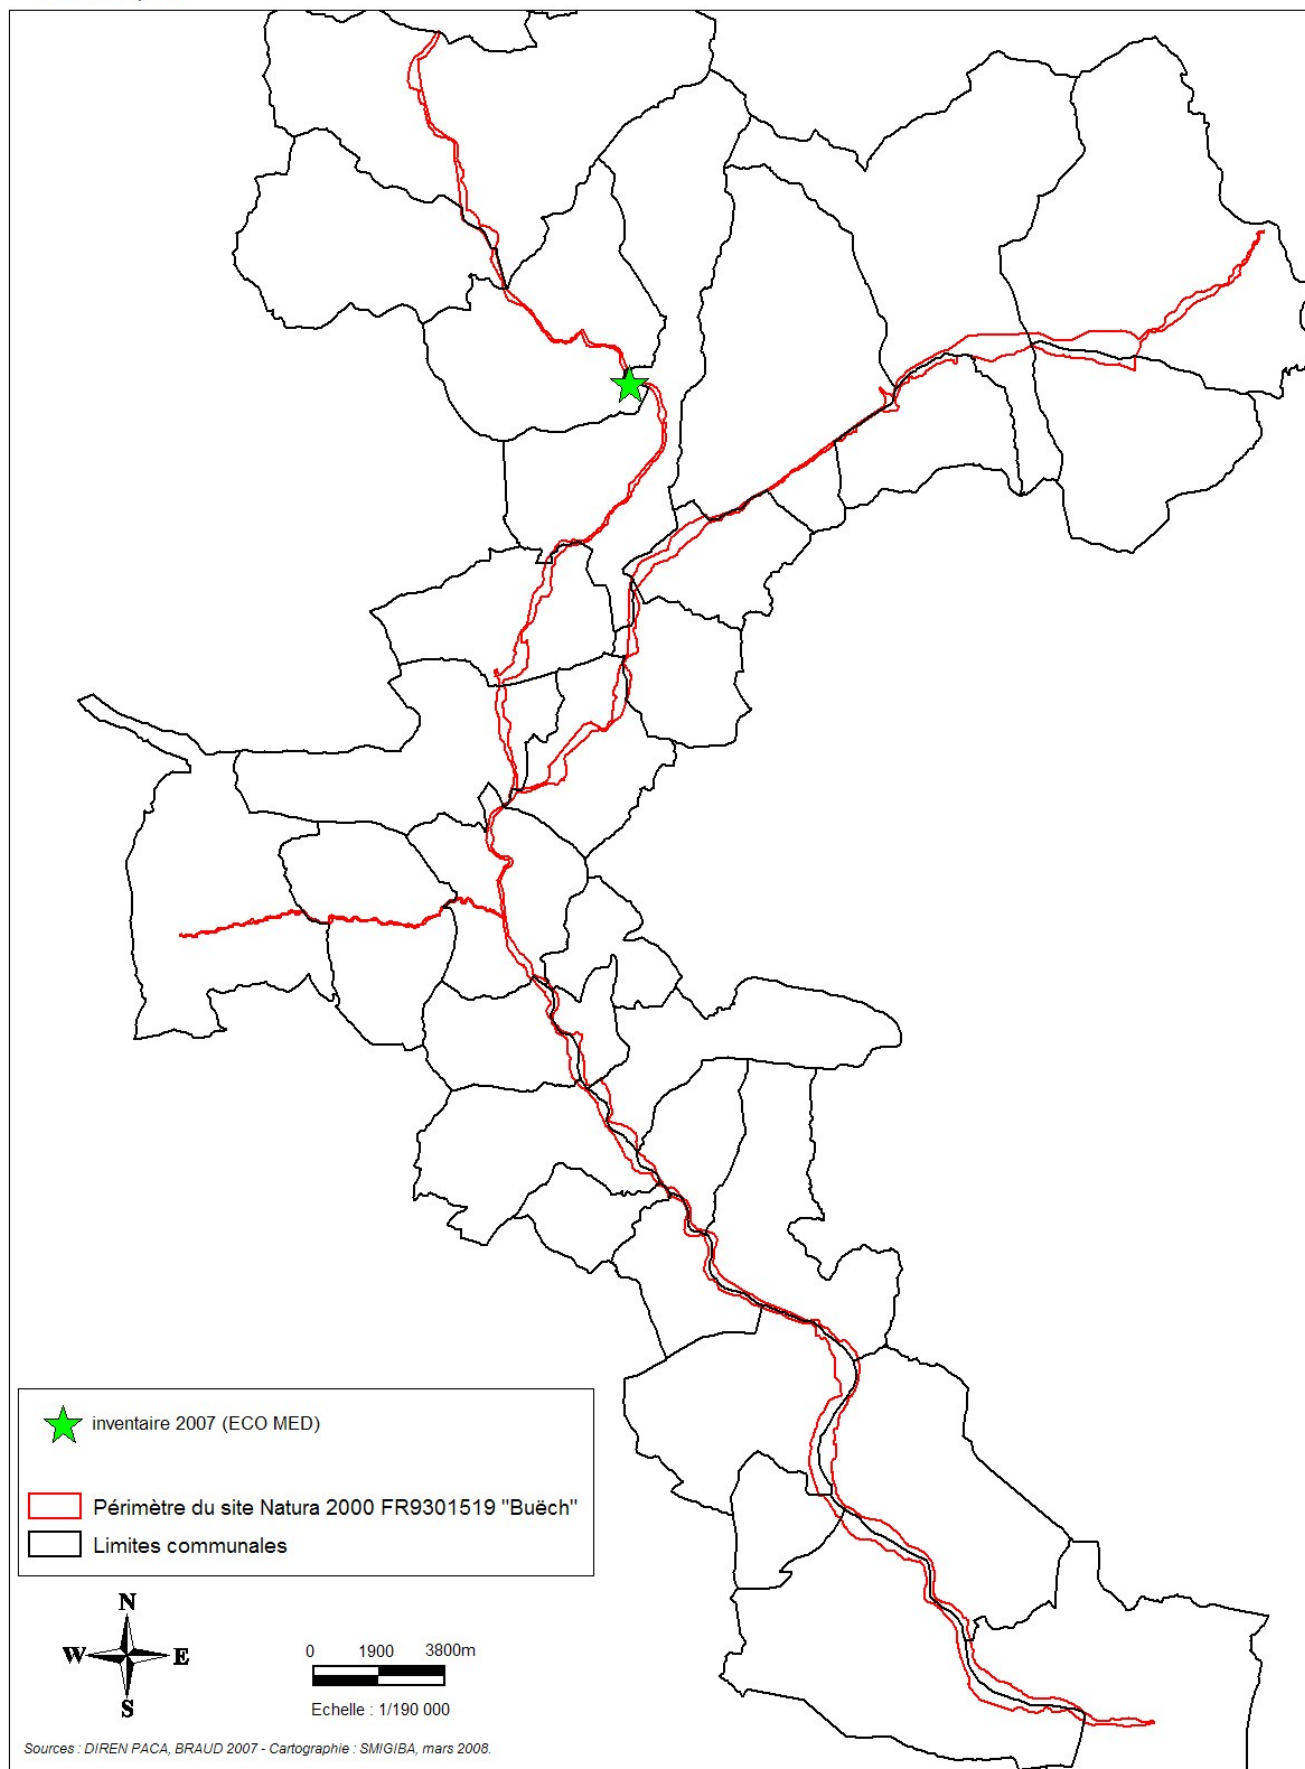 inventaire 2007 (ECO MED)
Périmètre du site Natura 2000 FR9301519 "Buëch"
Limites communales
N
W E
S
0 1900 3800m
Echelle : 1/190 000
Sources : DIREN PACA, BRAUD 2007 - Cartographie : SMIGIBA, mars 2008.